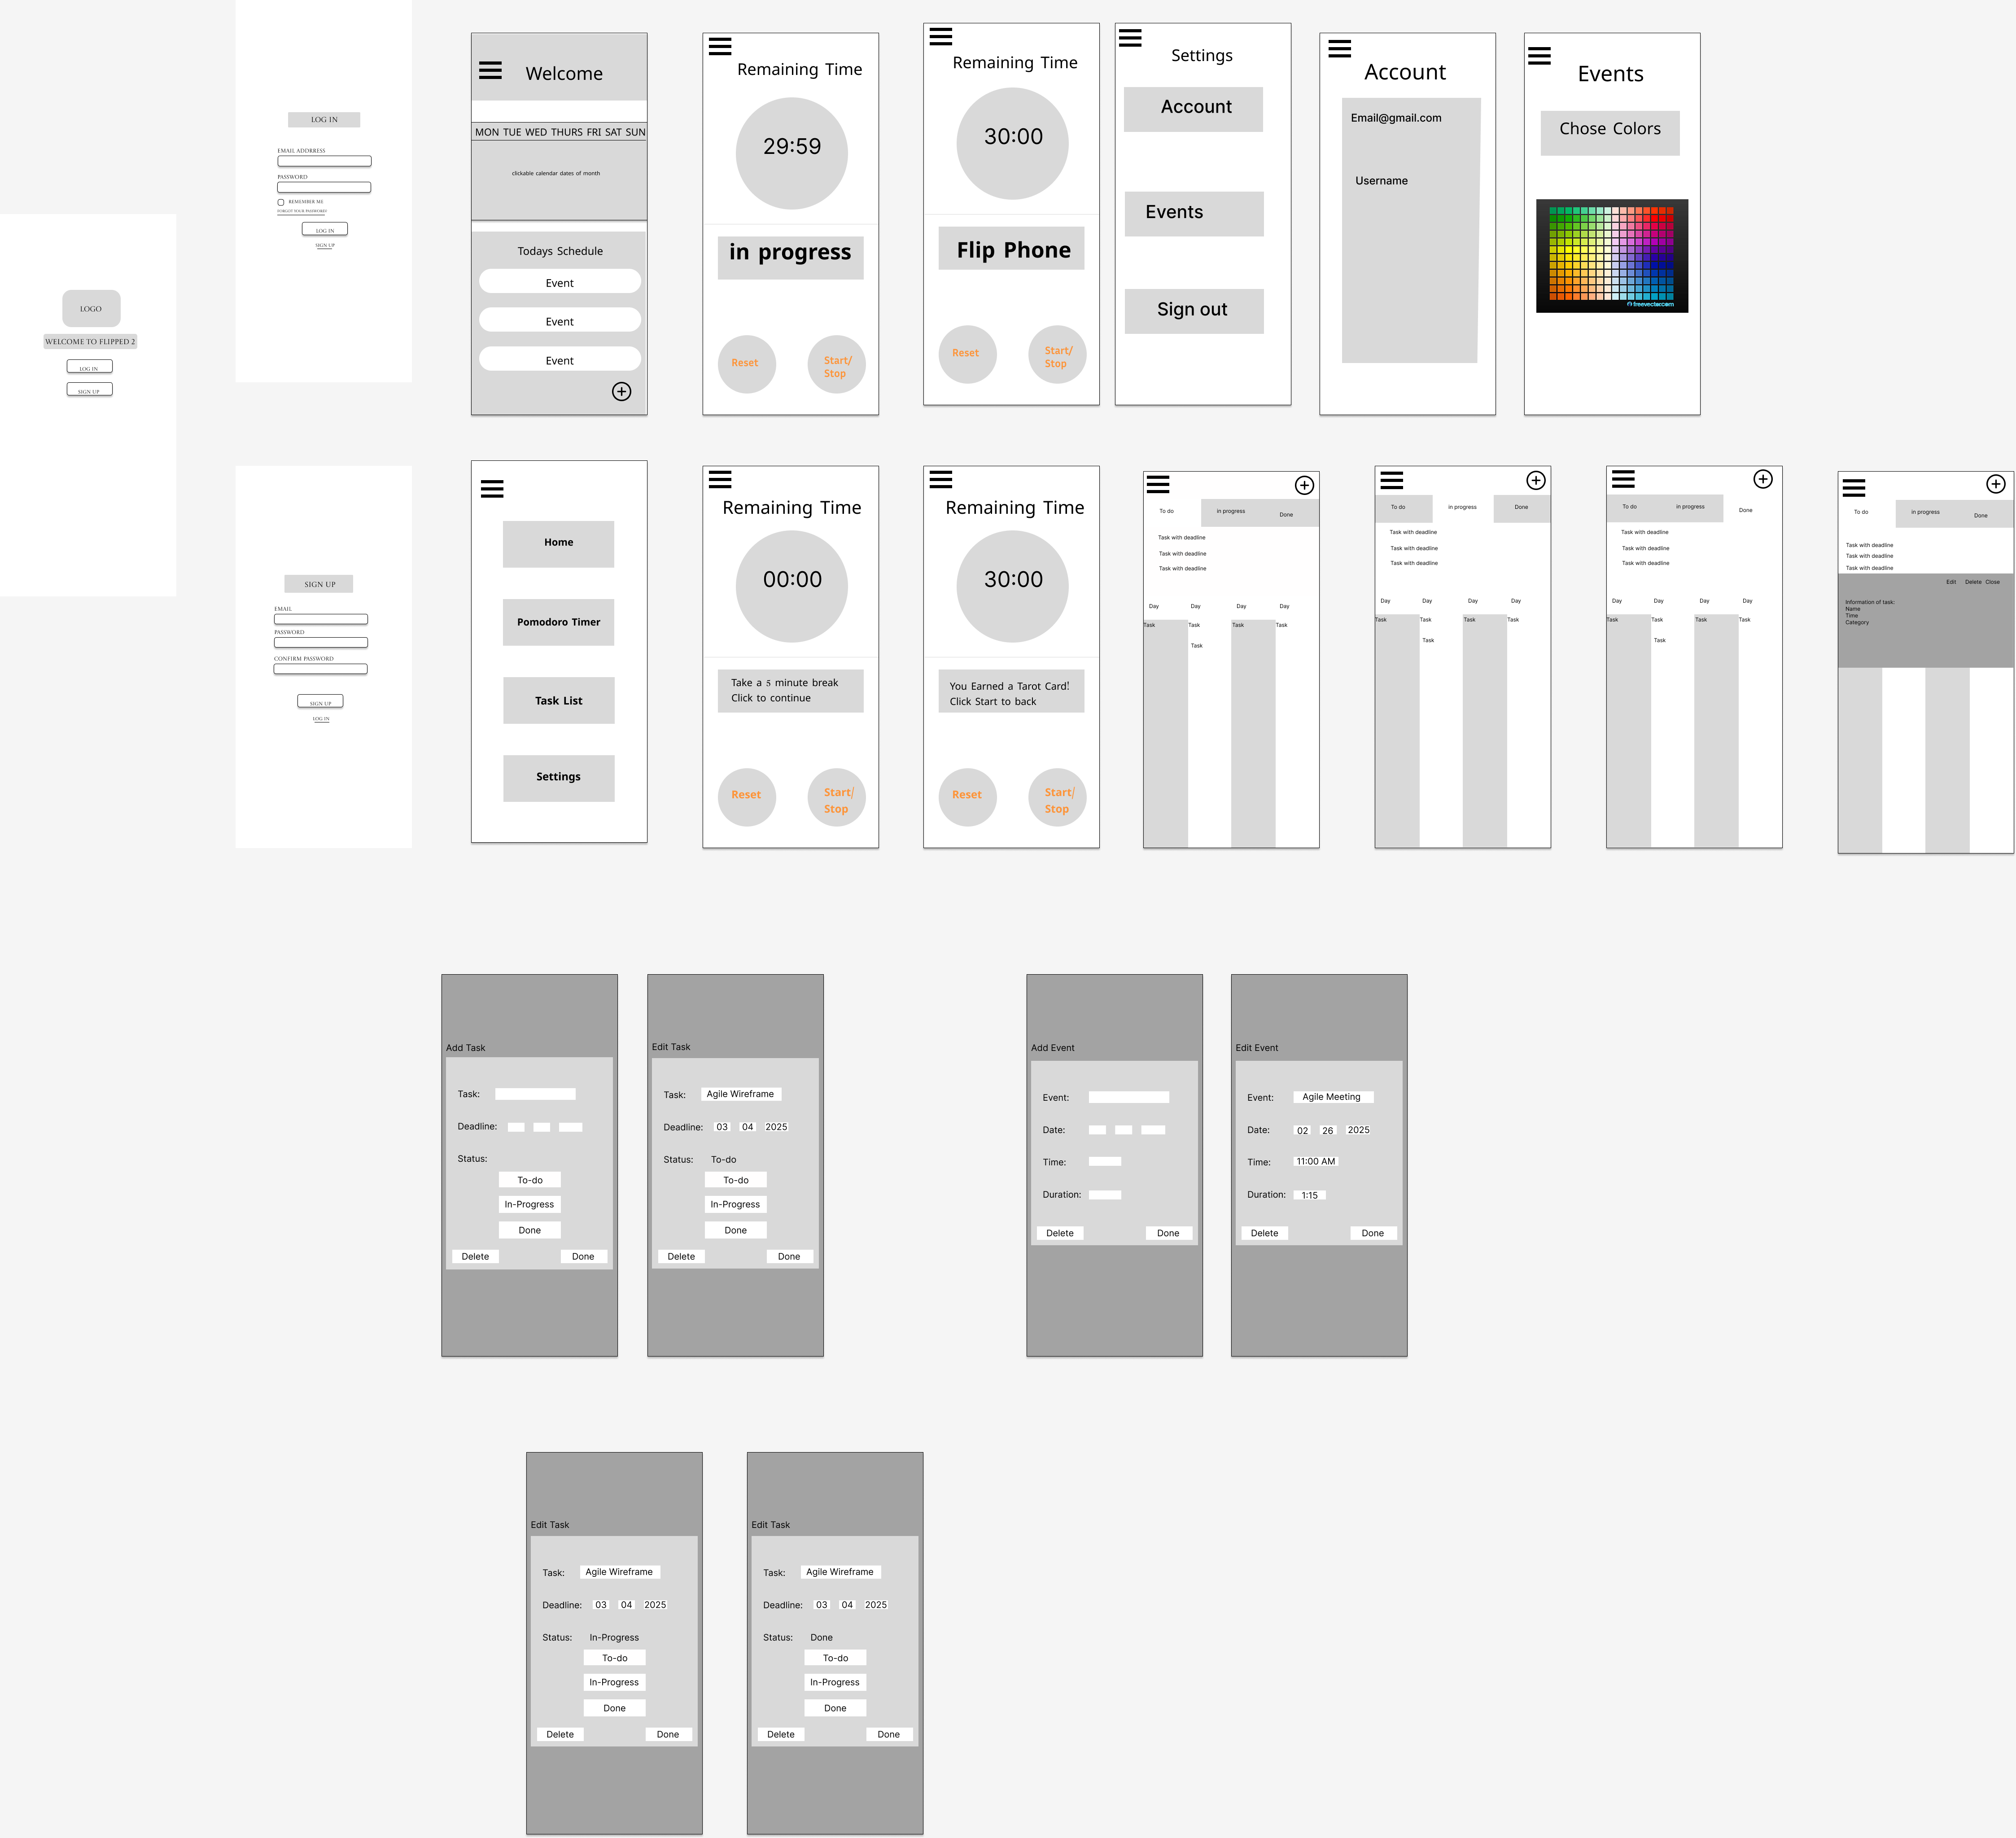 LOGO
WELCOME TO FLIPPED 2
LOG IN
SIGN UP
LOG IN
EMAIL ADDRRESS
PASSWORD
REMEMBER ME
FORGOT YOUR PASSWORD?
LOG IN
SIGN UP
Welcome
MON TUE WED THURS FRI SAT SUN
clickable calendar dates of month
Todays Schedule
Event
Event
Event
Remaining Time
29:59
in progress
Reset
Start/
Stop
Remaining Time
30:00
Flip Phone
Reset
Start/
Stop
Settings
Account
Events
Sign out
Account
Email@gmail.com
Username
Events
Chose Colors
freevector.com
SIGN UP
EMAIL
PASSWORD
CONFIRM PASSWORD
SIGN UP
LOG IN
Home
Pomodoro Timer
Task List
Settings
Remaining Time
00:00
Take a 5 minute break
Click to continue
Reset
Start/
Stop
Remaining Time
30:00
You Earned a Tarot Card!
Click Start to back
Reset
Start/
Stop
To do in progress Done
Task with deadline
Task with deadline
Task with deadline
Day Day Day Day
Task Task Task Task
Task
To do in progress Done
Task with deadline
Task with deadline
Task with deadline
Day Day Day Day
Task Task Task Task
Task
To do in progress Done
Task with deadline
Task with deadline
Task with deadline
Day Day Day Day
Task Task Task Task
Task
To do in progress Done
Task with deadline
Task with deadline
Task with deadline
Edit Delete Close
Information of task:
Name
Time
Category
Add Task
Task:
Deadline:
Status:
To-do
In-Progress
Done
Delete Done
Edit Task
Task: Agile Wireframe
Deadline: 03 04 2025
Status: To-do
To-do
In-Progress
Done
Delete Done
Add Event
Event:
Date:
Time:
Duration:
Delete Done
Edit Event
Event: Agile Meeting
Date: 02 26 2025
Time: 11:00 AM
Duration: 1:15
Delete Done
Edit Task
Task: Agile Wireframe
Deadline: 03 04 2025
Status: In-Progress
To-do
In-Progress
Done
Delete Done
Edit Task
Task: Agile Wireframe
Deadline: 03 04 2025
Status: Done
To-do
In-Progress
Done
Delete Done